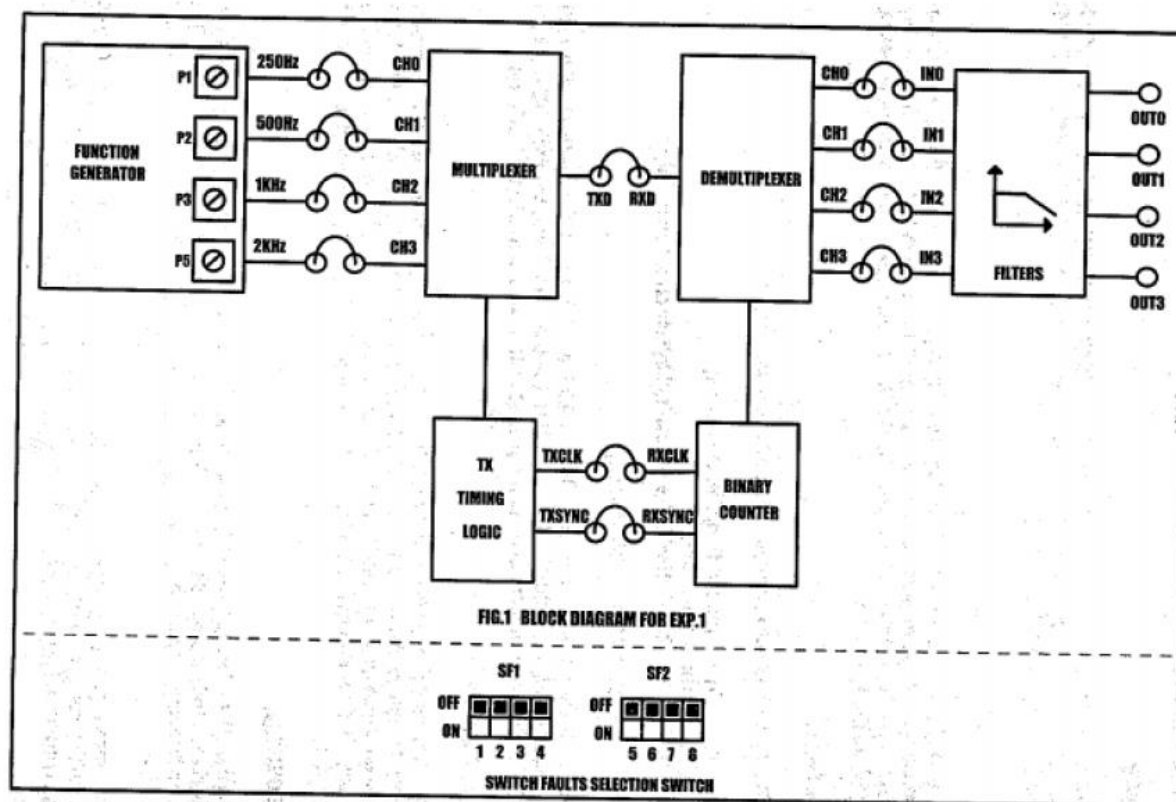 FUNCTION
GENERATOR
P1
P2
P3
P5
250Hz
500Hz
1KHz
2KHz
CH0
CH1
CH2
CH3
MULTIPLEXER
TXD
RXD
DEMULTIPLEXER
CH0
CH1
CH2
CH3
IN0
IN1
IN2
IN3
FILTERS
OUT0
OUT1
OUT2
OUT3
TX
TIMING
LOGIC
TXCLK
RXCLK
TXSYNC
RXSYNC
BINARY
COUNTER
FIG.1 BLOCK DIAGRAM FOR EXP.1
SF1
SF2
OFF
ON
1 2 3 4
OFF
ON
5 6 7 8
SWITCH FAULTS SELECTION SWITCH